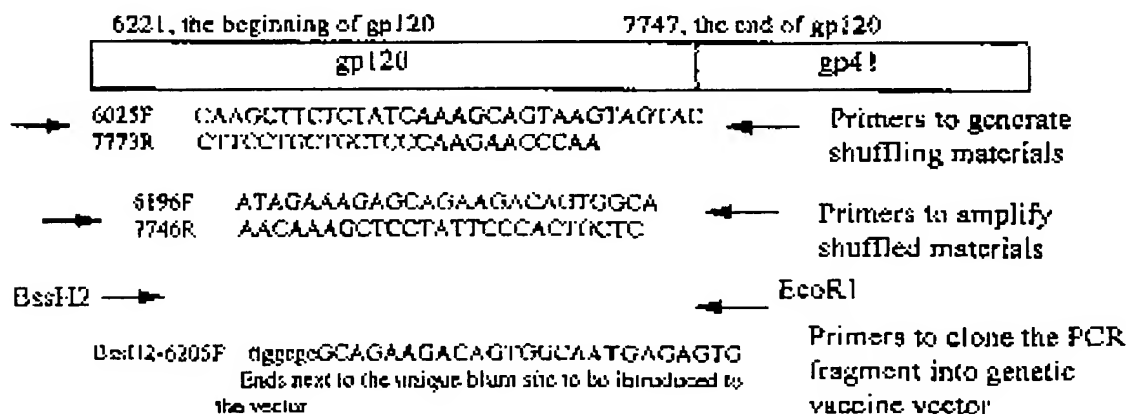 6221, the beginning of gp120 7747, the end of gp120
gp120 gp41
6025F CAAGCTTCTCTATCAAAGCAGTAAGTAGTAC Primers to generate
7773R CTTCCTGCTGCTCCCAAGAACCCAA shuffling materials
6196F ATAGAAAGAGCAGAAGACAGTGGCA Primers to amplify
7746R AACAAAGCTCCTATTCCCACTGCTC shuffled materials
BssH2 EcoR1
BssH2-6205F GCAGAAGACAGTGGCAATGAGAGTG Primers to clone the PCR
Ends next to the unique site to be introduced to fragment into genetic
the vector vaccine vector